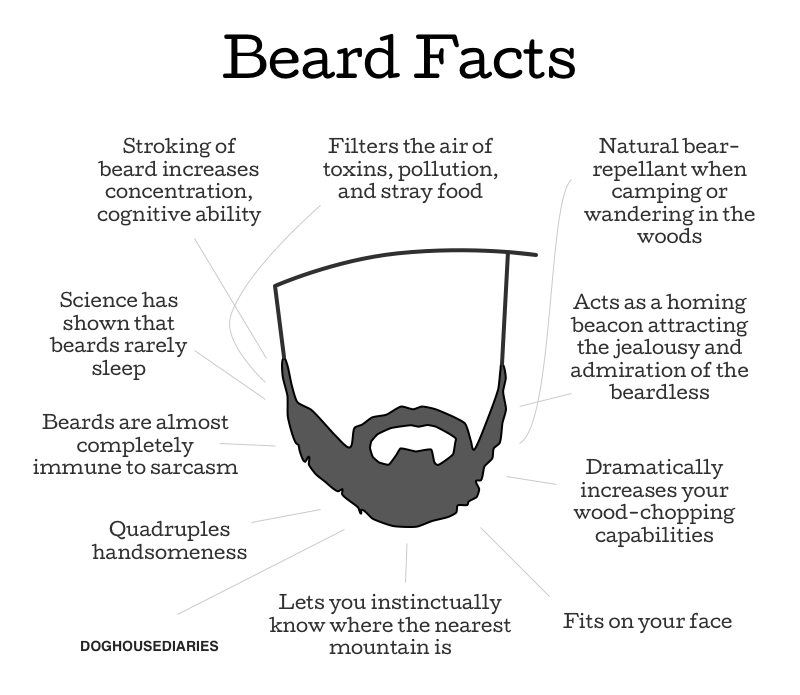 Beard Facts
Stroking of
beard increases
concentration,
cognitive ability
Filters the air of
toxins, pollution,
and stray food
Natural bear-
repellant when
camping or
wandering in the
woods
Science has
shown that
beards rarely
sleep
Acts as a homing
beacon attracting
the jealousy and
admiration of the
beardless
Beards are almost
completely
immune to sarcasm
Dramatically
increases your
wood-chopping
capabilities
Quadruples
handsomeness
Lets you instinctually
know where the nearest
mountain is
Fits on your face
DOGHOUSEDIARIES